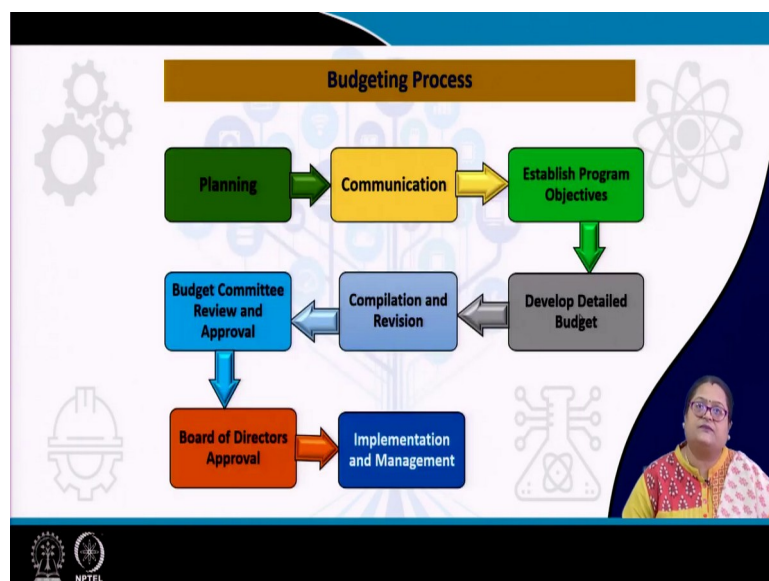 Budgeting Process
Planning
Communication
Establish Program
Objectives
Develop Detailed
Budget
Compilation and
Revision
Budget Committee
Review and
Approval
Board of Directors
Approval
Implementation
and Management
NPTEL